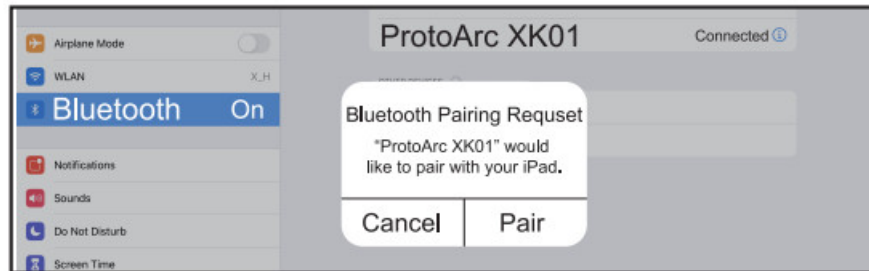 Airplane Mode
WLAN X_H
Bluetooth On
Notifications
Sounds
Do Not Disturb
Screen Time
ProtoArc XK01 Connected
Bluetooth Pairing Requset
“ProtoArc XK01” would
like to pair with your iPad.
Cancel Pair